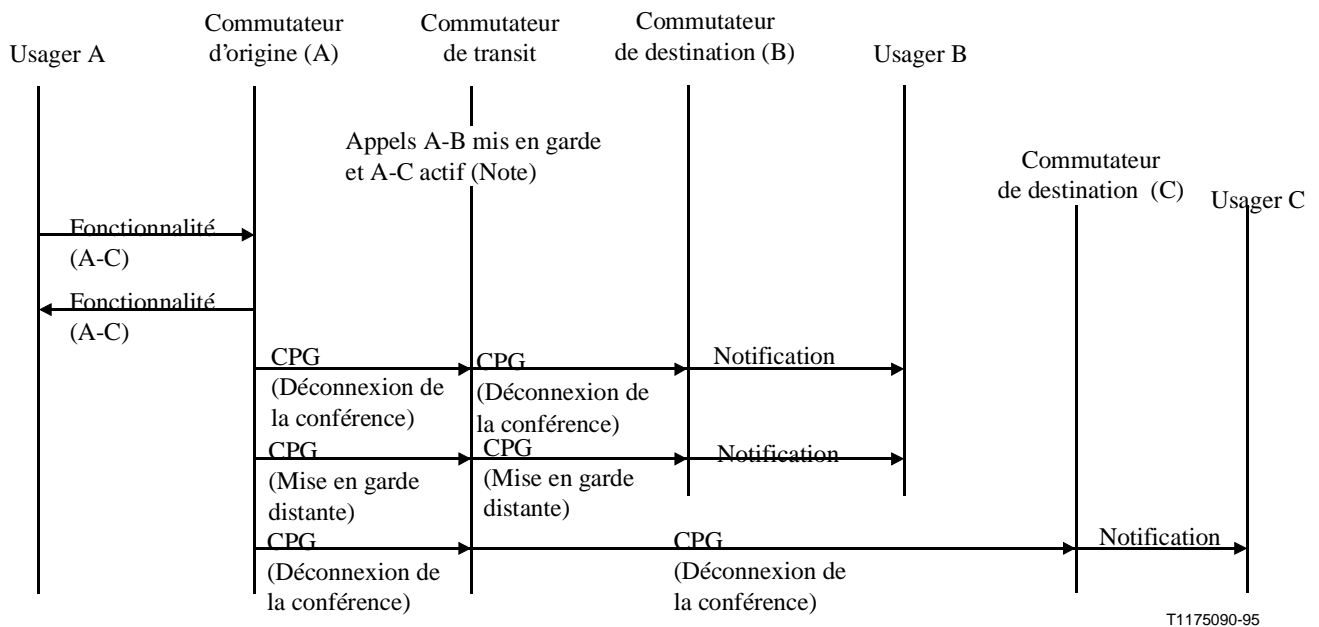 Usager A
Commutateur
d'origine (A)
Commutateur
de transit
Commutateur
de destination (B)
Usager B
Appels A-B mis en garde
et A-C actif (Note)
Commutateur
de destination (C)
Usager C
Fonctionnalité
(A-C)
Fonctionnalité
(A-C)
CPG
(Déconnexion de
la conférence)
CPG
(Déconnexion de
la conférence)
Notification
CPG
(Mise en garde
distante)
CPG
(Mise en garde
distante)
Notification
CPG
(Déconnexion de
la conférence)
CPG
(Déconnexion de
la conférence)
Notification
T1175090-95